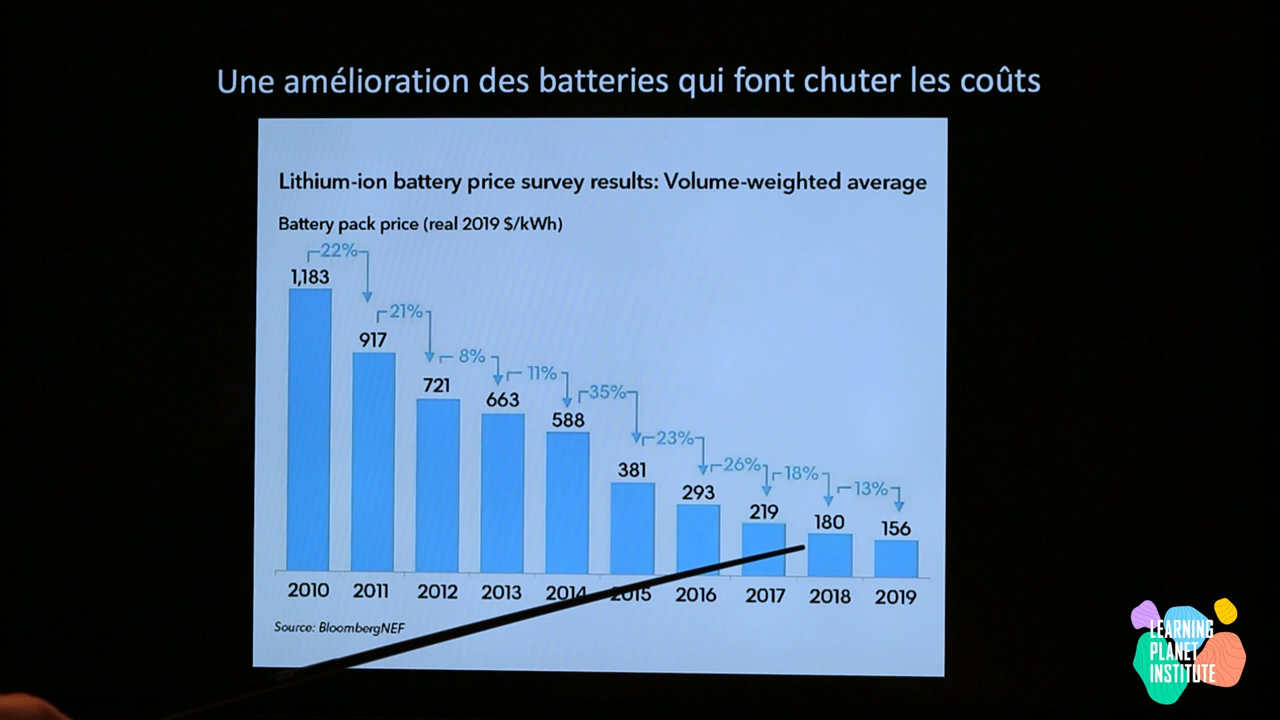 Une amélioration des batteries qui font chuter les coûts
Lithium-ion battery price survey results: Volume-weighted average
Battery pack price (real 2019 $/kWh)
22%
1,183
21%
917
8%
721
11%
663
35%
588
23%
381
26%
293
18%
219
13%
180
156
2010 2011 2012 2013 2014 2015 2016 2017 2018 2019
Source: BloombergNEF
LEARNING
PLANET
INSTITUTE